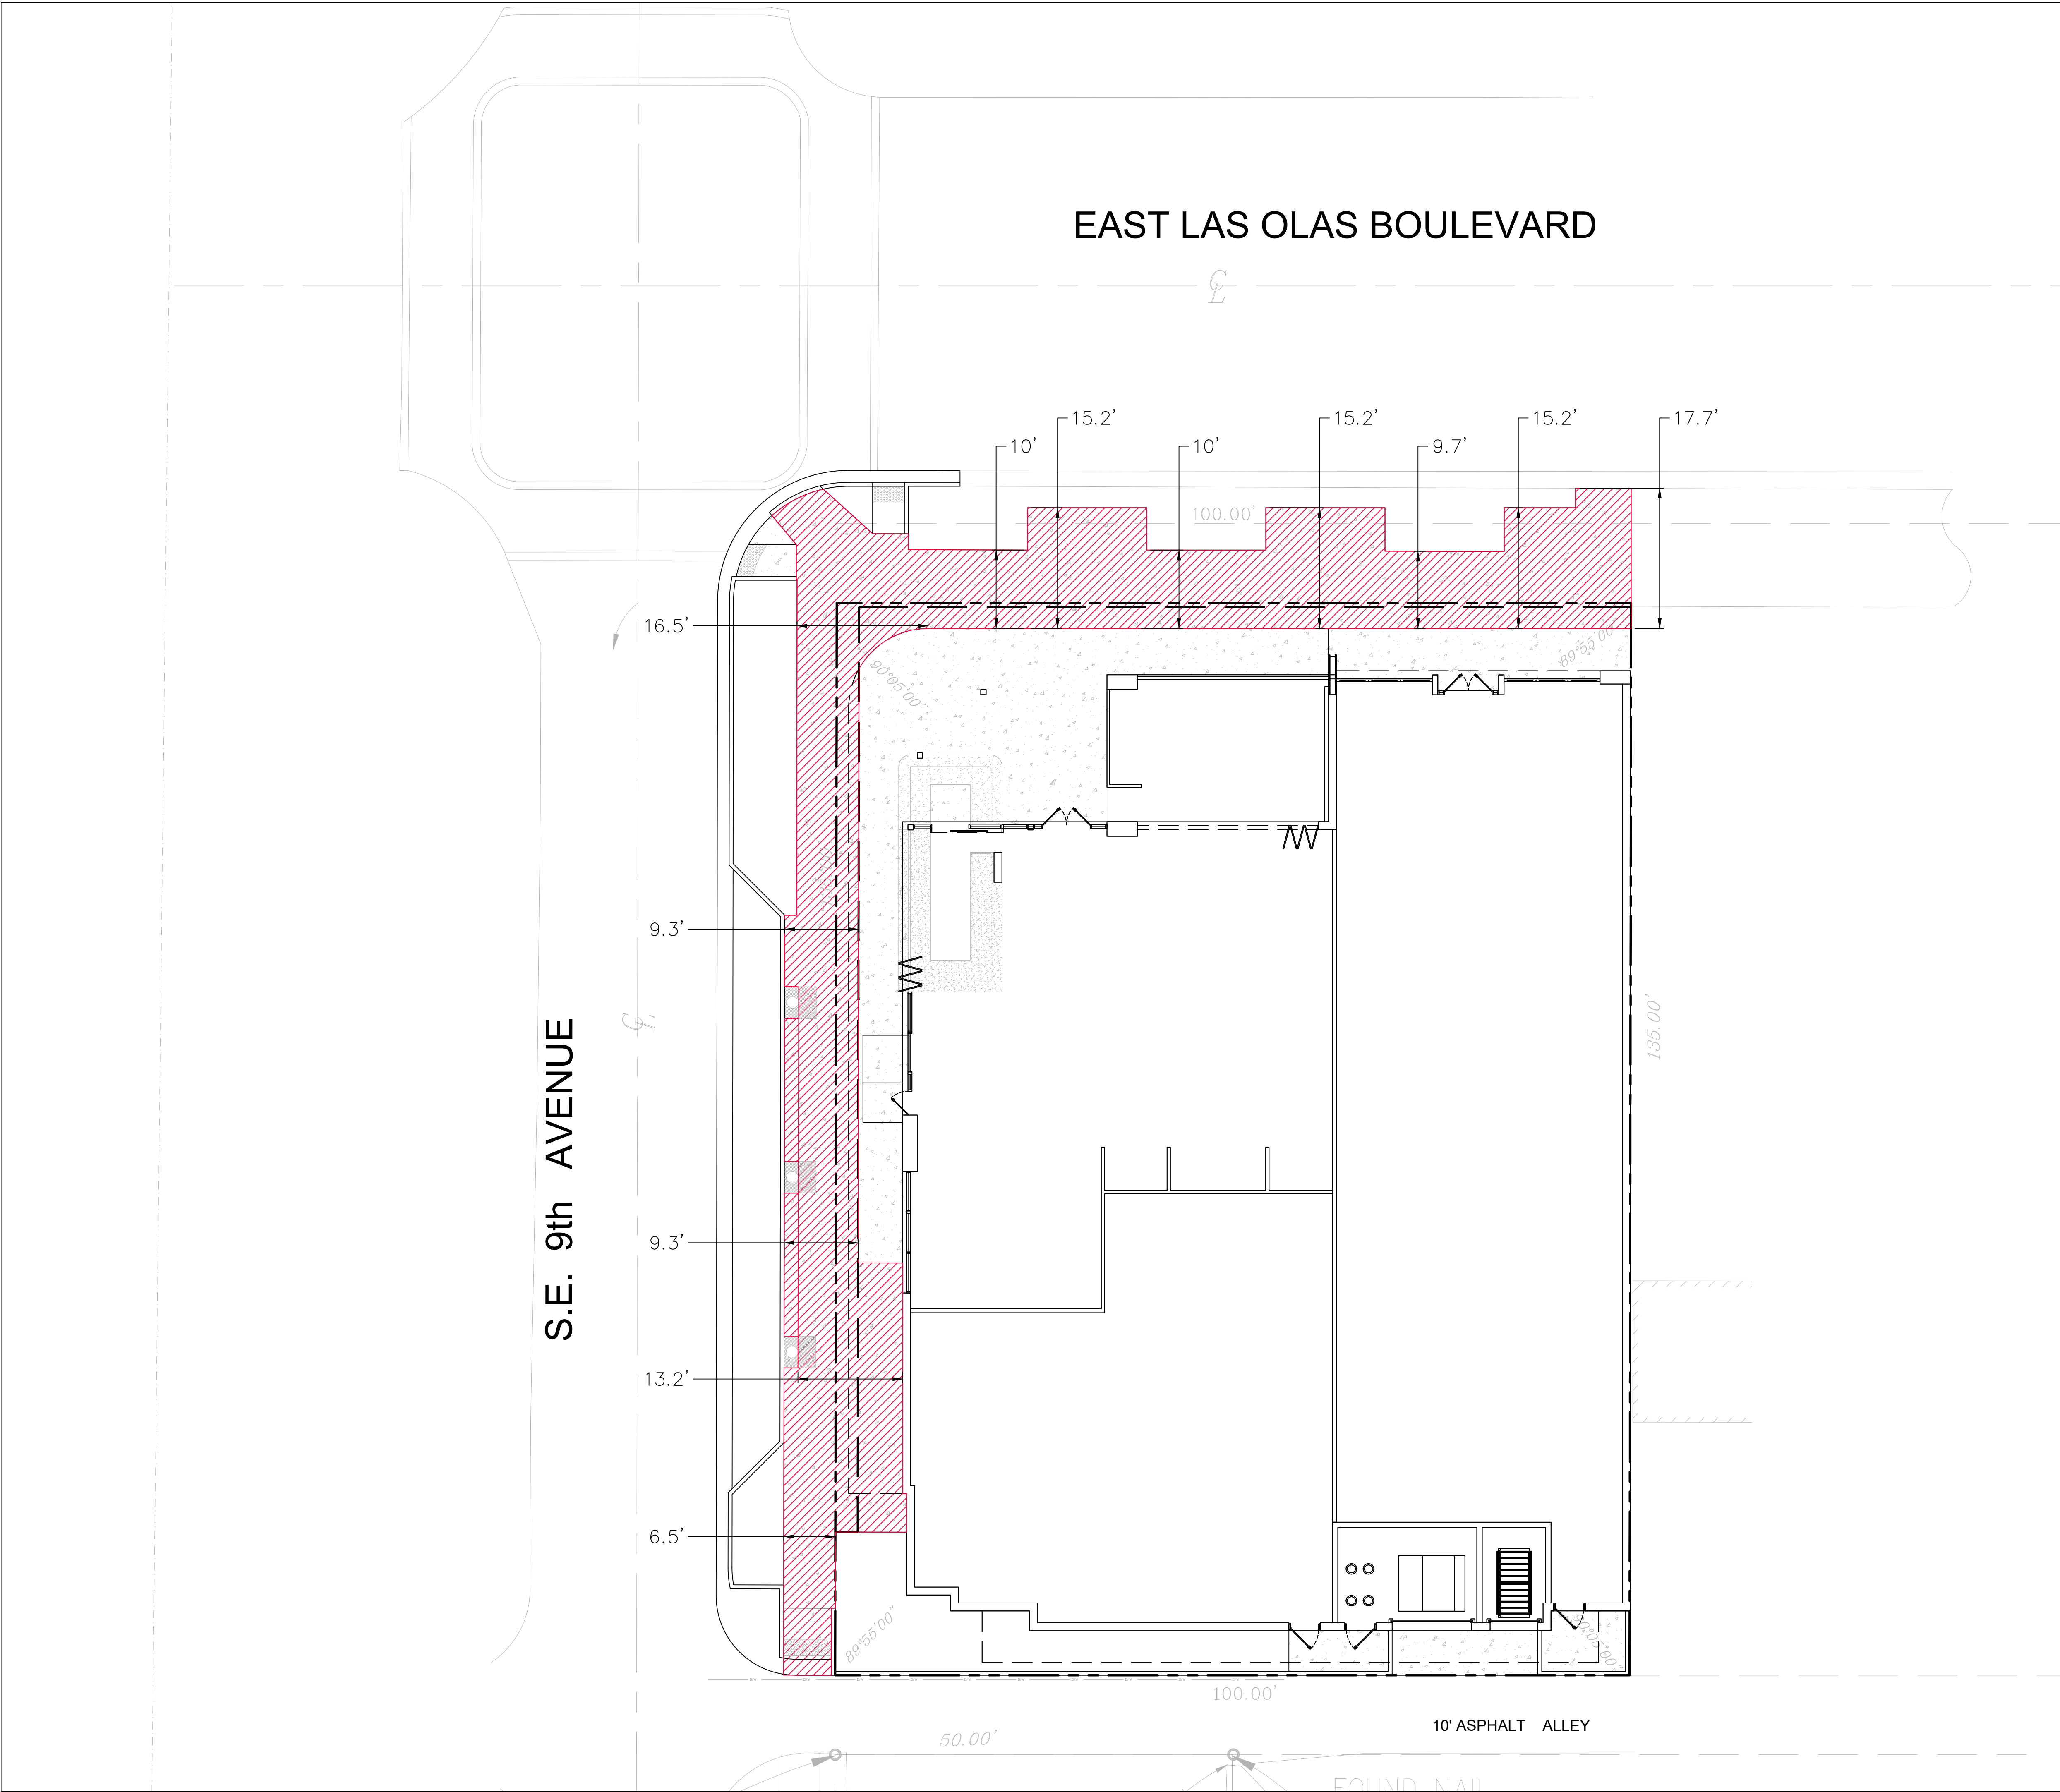 EAST LAS OLAS BOULEVARD
℄
15.2' 15.2' 15.2' 17.7'
10' 10' 9.7'
100.00'
16.5'
89°55'00"
90°05'00"
9.3'
S.E. 9th AVENUE
℄
135.00'
9.3'
13.2'
6.5'
89°55'00"
90°05'00"
100.00'
10' ASPHALT ALLEY
50.00'
FOUND NAIL